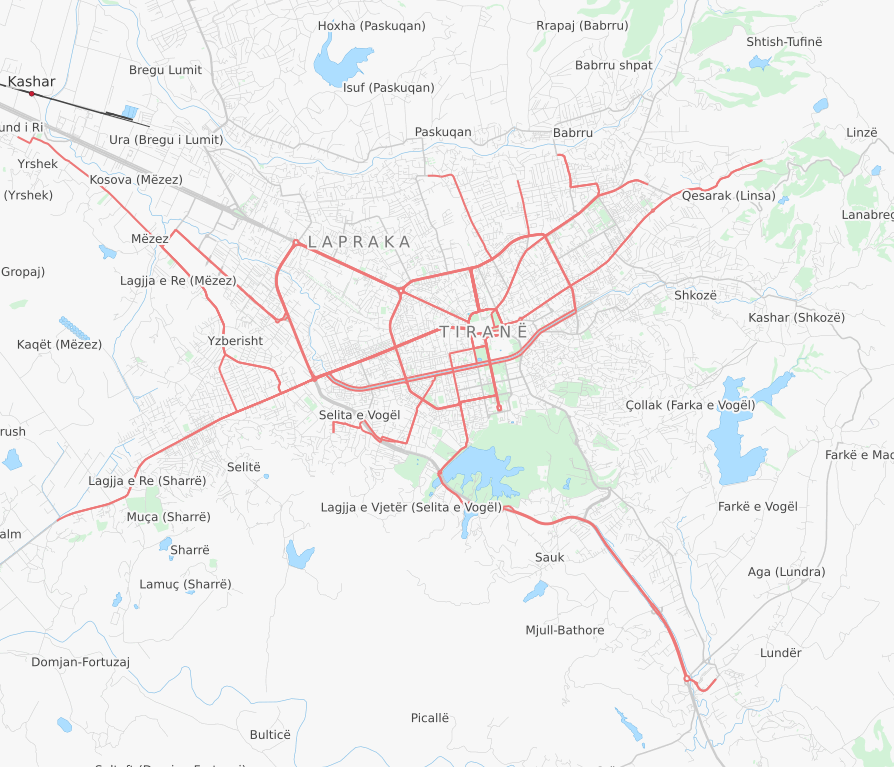 Hoxha (Paskuqan)
Rrapaj (Babrru)
Shtish-Tufinë
Bregu Lumit
Babrru shpat
Kashar
Isuf (Paskuqan)
und i Ri
Ura (Bregu i Lumit)
Paskuqan
Babrru
Linzë
Yrshek
Kosova (Mëzez)
(Yrshek)
Qesarak (Linsa)
Lanabreg
Mëzez
LAPRAKA
Gropaj)
Lagjja e Re (Mëzez)
Shkozë
Kashar (Shkozë)
TIRANË
Kaqët (Mëzez)
Yzberisht
Çollak (Farka e Vogël)
Selita e Vogël
rush
Farkë e Mad
Selitë
Lagjja e Re (Sharrë)
Lagjja e Vjetër (Selita e Vogël)
Farkë e Vogël
Muça (Sharrë)
alm
Sharrë
Sauk
Aga (Lundra)
Lamuç (Sharrë)
Mjull-Bathore
Lundër
Domjan-Fortuzaj
Picallë
Bulticë